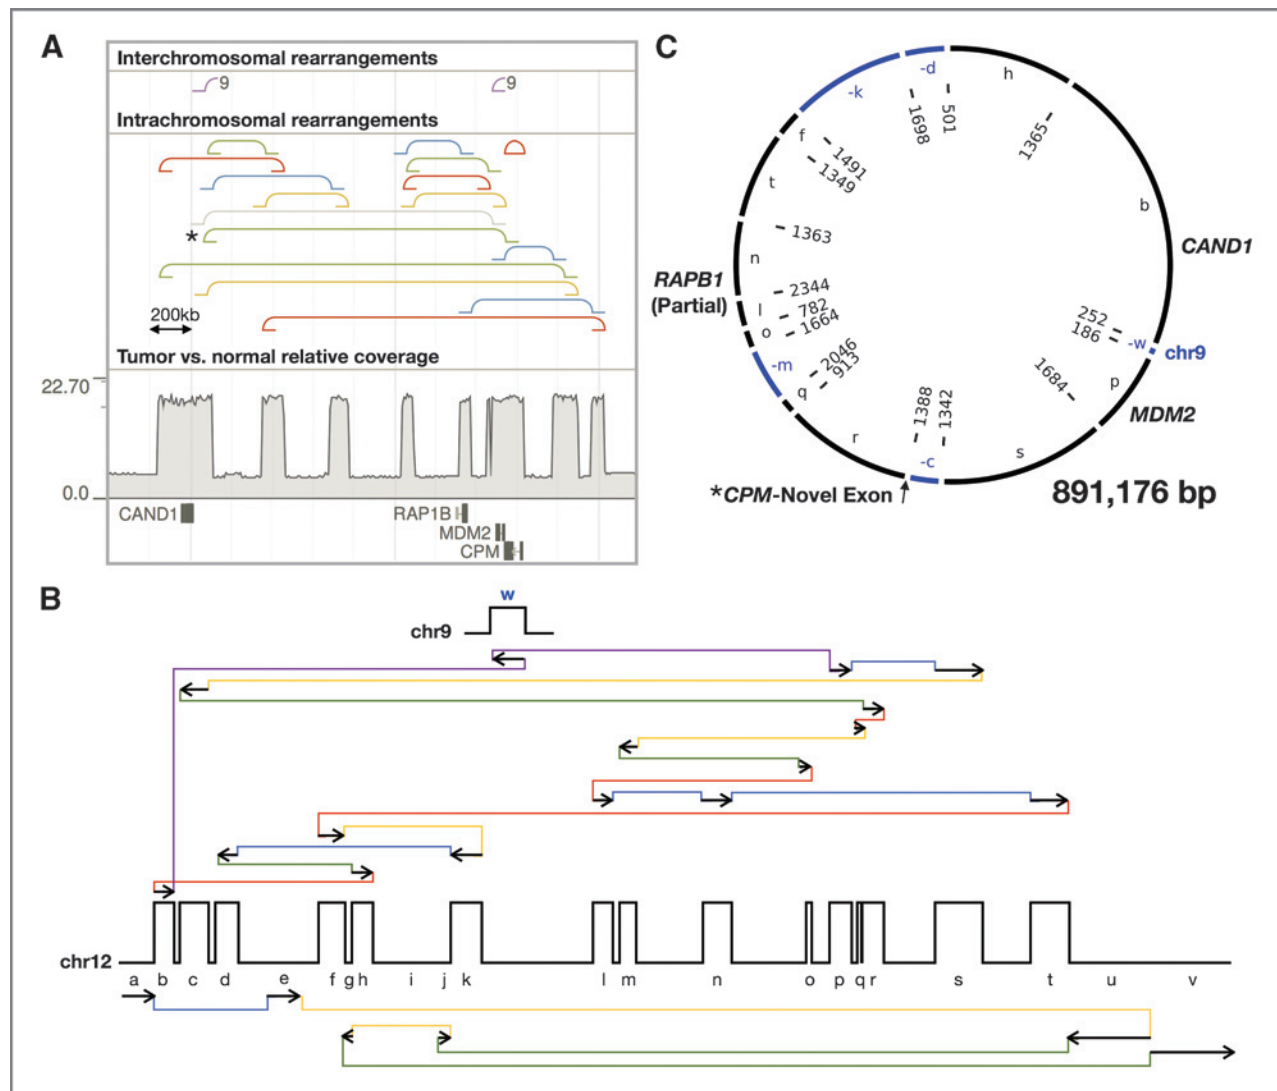 A
Interchromosomal rearrangements
9 9
Intrachromosomal rearrangements
*
200kb
Tumor vs. normal relative coverage
22.70
0.0
CAND1
RAP1B
MDM2
CPM
C
-d
h
-k
501
1698
1365
f
1491
1349
t
b
1363
n
CAND1
RAPB1
(Partial)
2344
l
782
1664
o
252
186
-w
chr9
-m
2046
913
q
1684
p
MDM2
1388
1342
r
s
-c
*CPM-Novel Exon
891,176 bp
B
w
chr9
chr12
a b c d e f g h i j k l m n o p q r s t u v